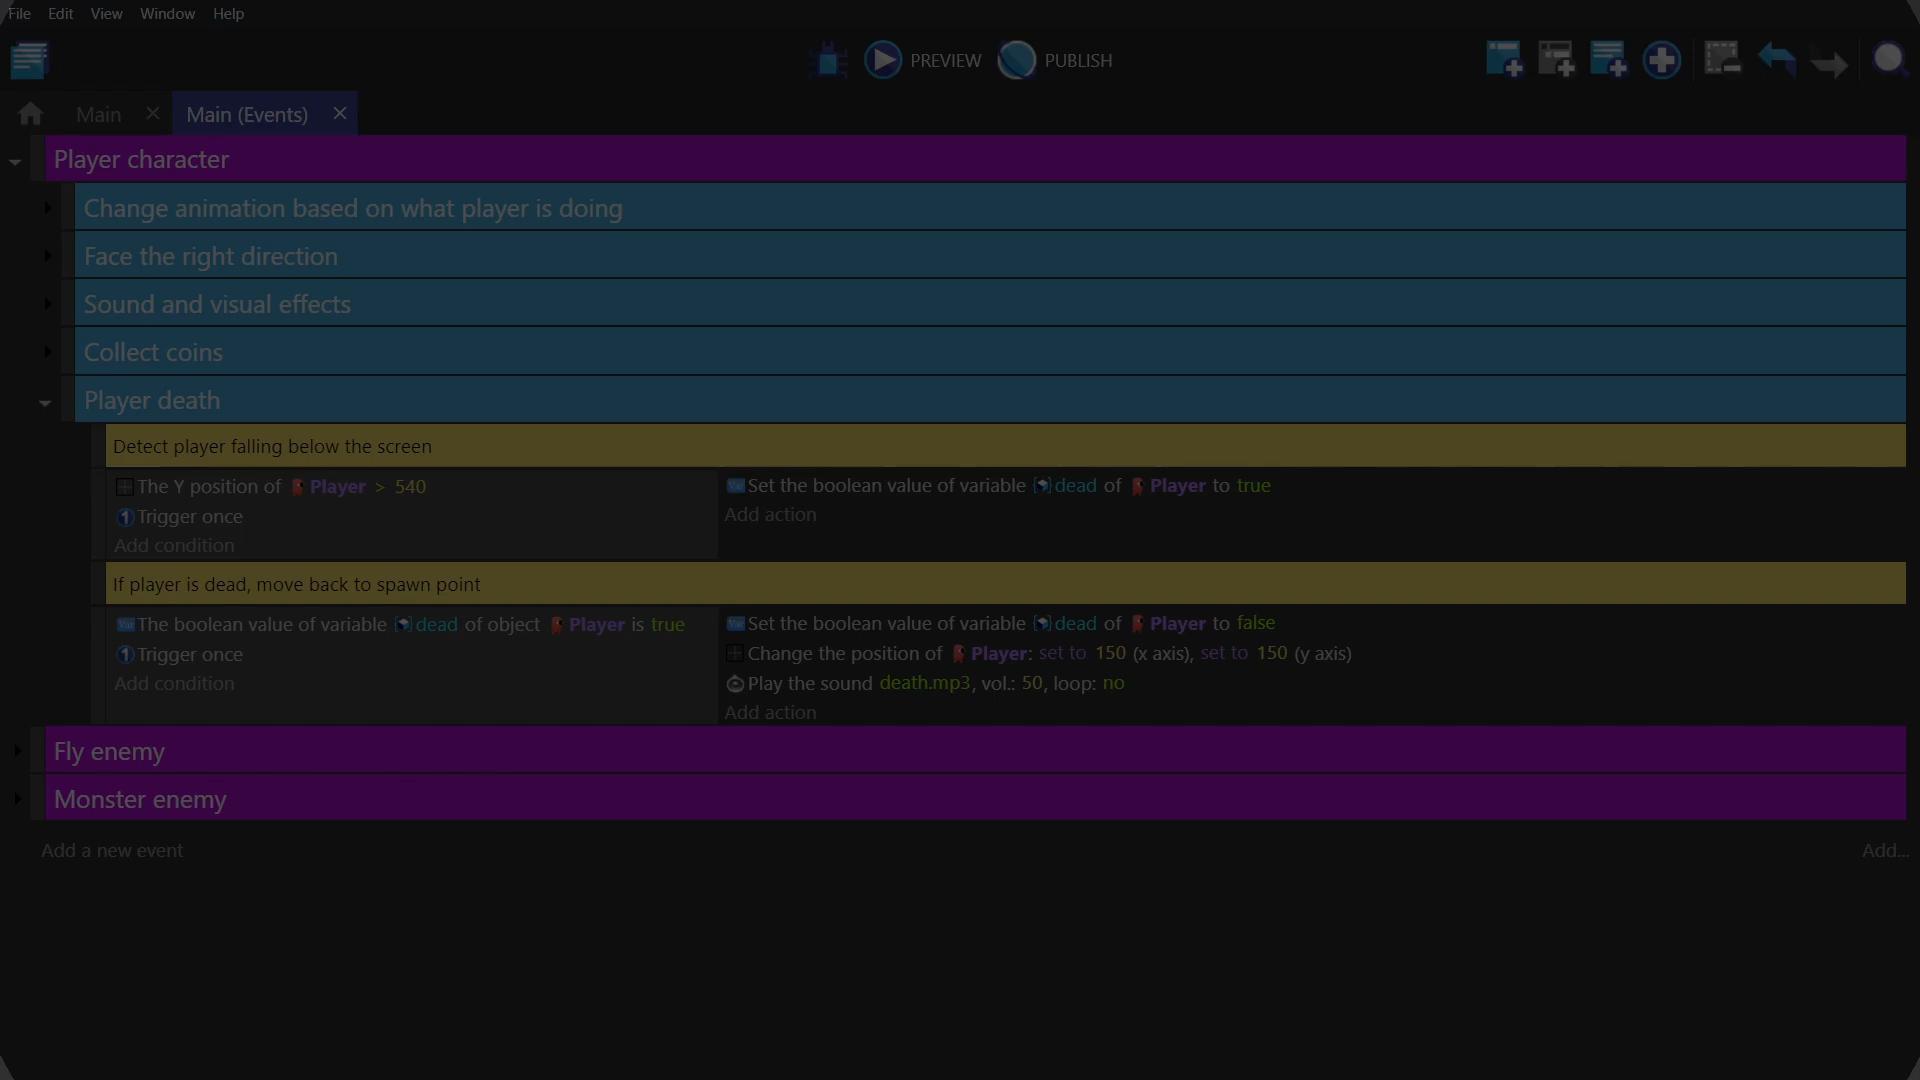 File Edit View Window Help
PREVIEW PUBLISH
Main Main (Events)
Player character
Change animation based on what player is doing
Face the right direction
Sound and visual effects
Collect coins
Player death
Detect player falling below the screen
The Y position of Player > 540
Set the boolean value of variable dead of Player to true
Trigger once
Add action
Add condition
If player is dead, move back to spawn point
The boolean value of variable dead of object Player is true
Set the boolean value of variable dead of Player to false
Trigger once
Change the position of Player: set to 150 (x axis), set to 150 (y axis)
Add condition
Play the sound death.mp3, vol.: 50, loop: no
Add action
Fly enemy
Monster enemy
Add a new event
Add...